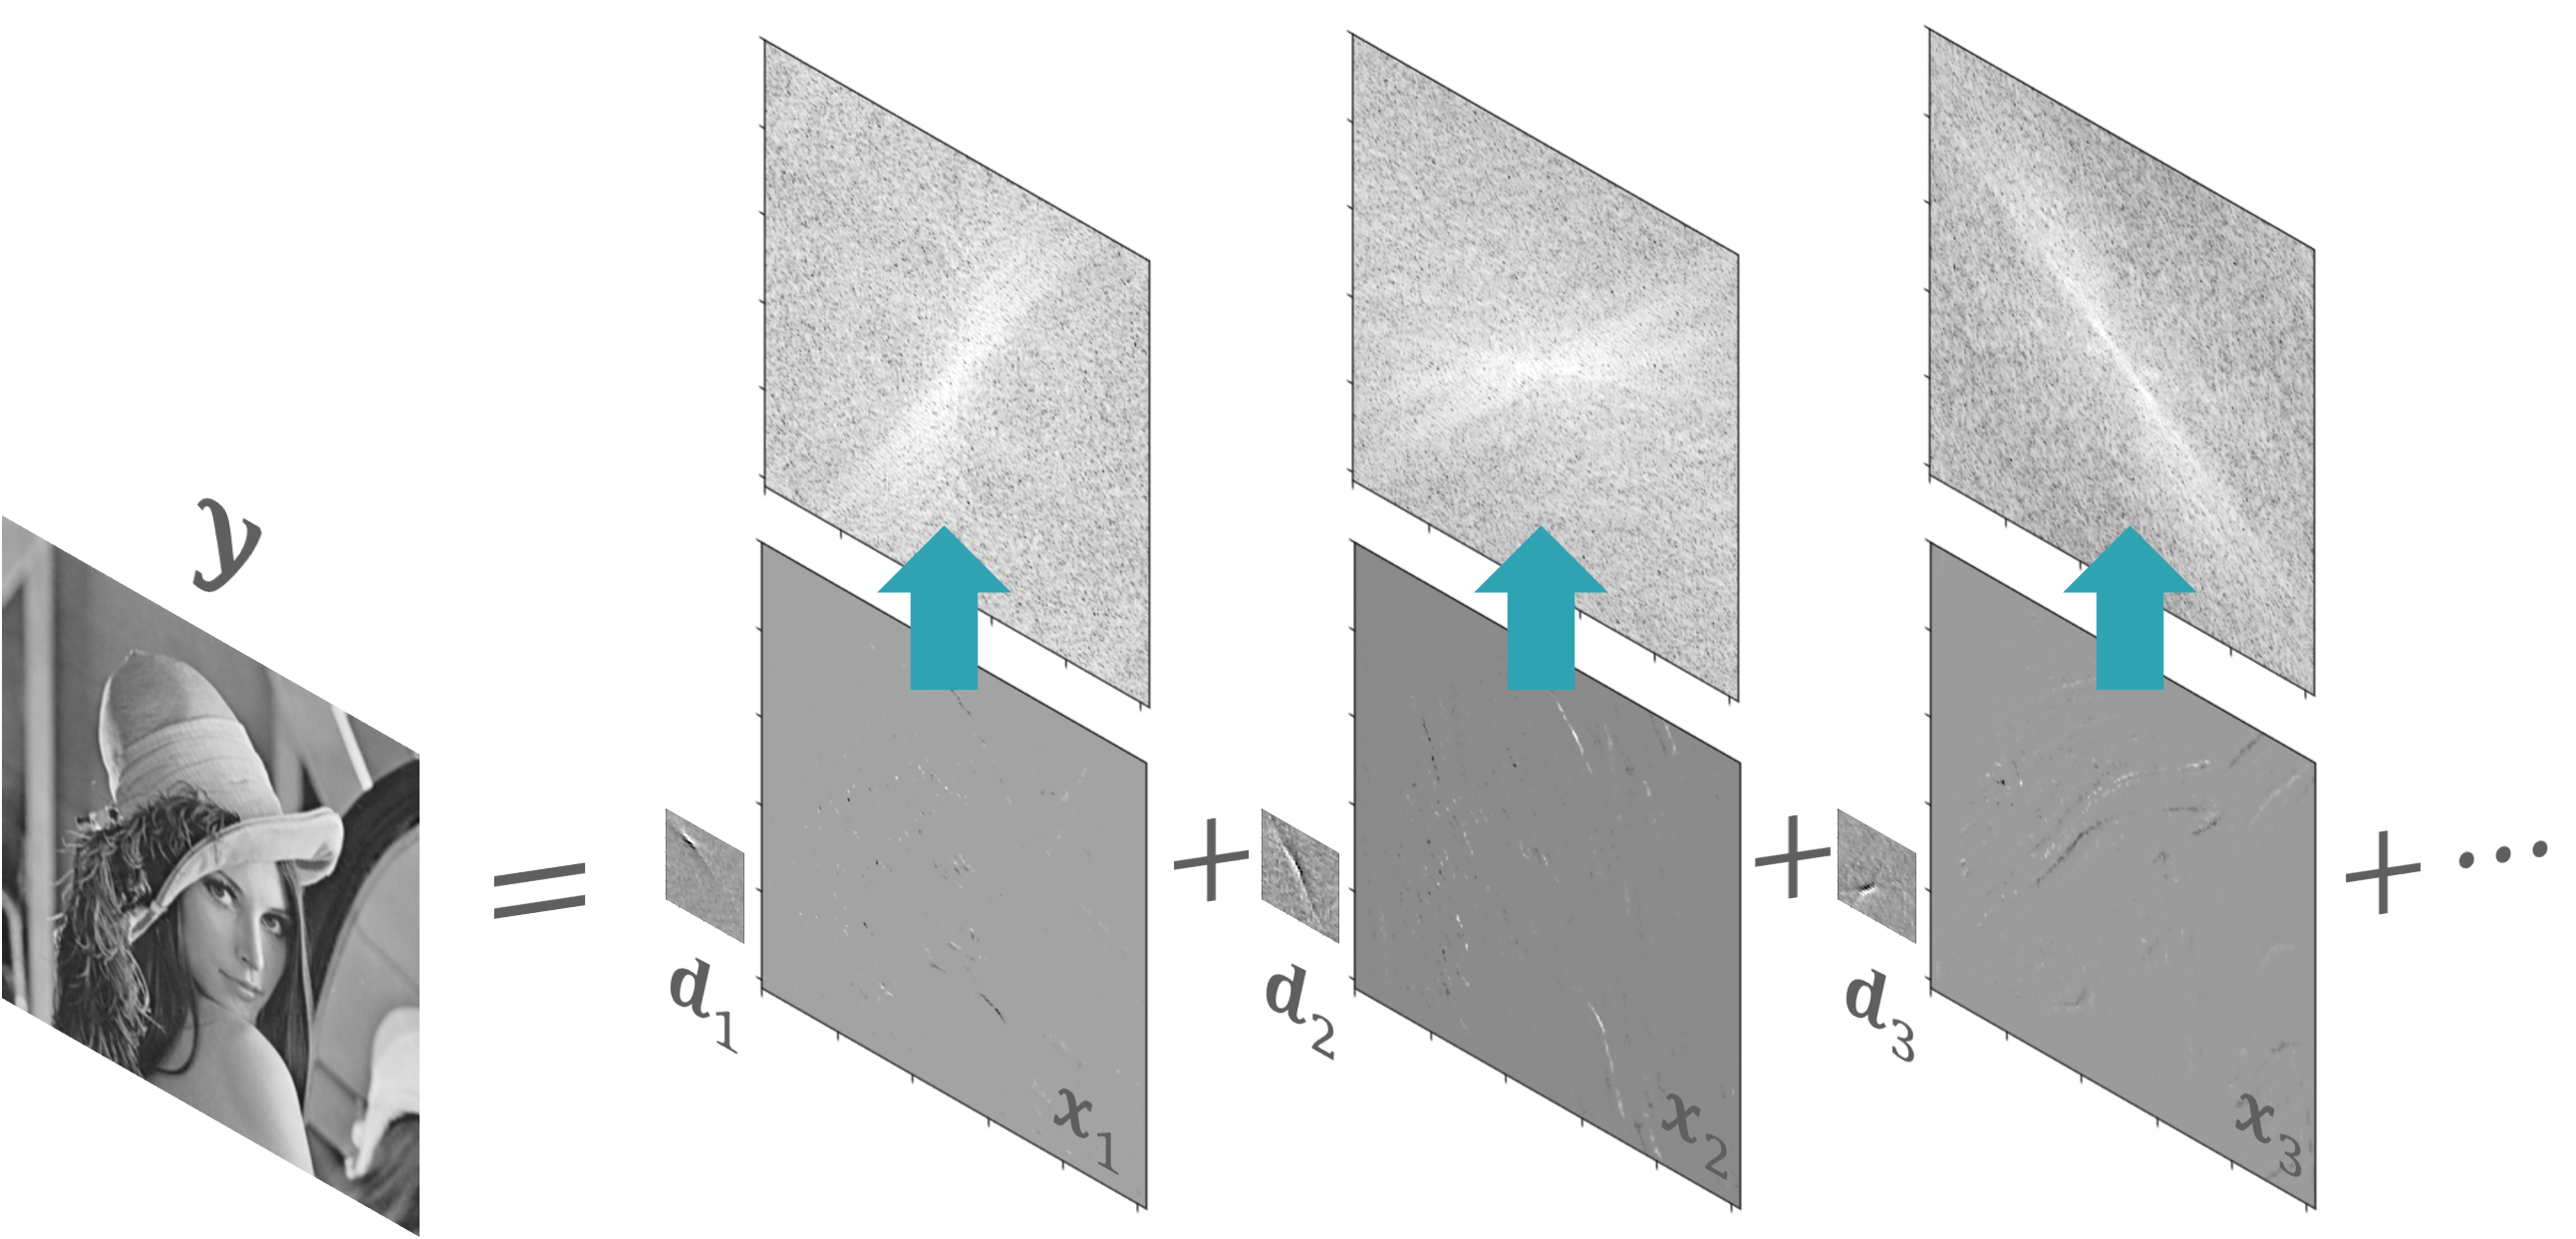 y
=
d1
x1
+
d2
x2
+
d3
x3
+ ...